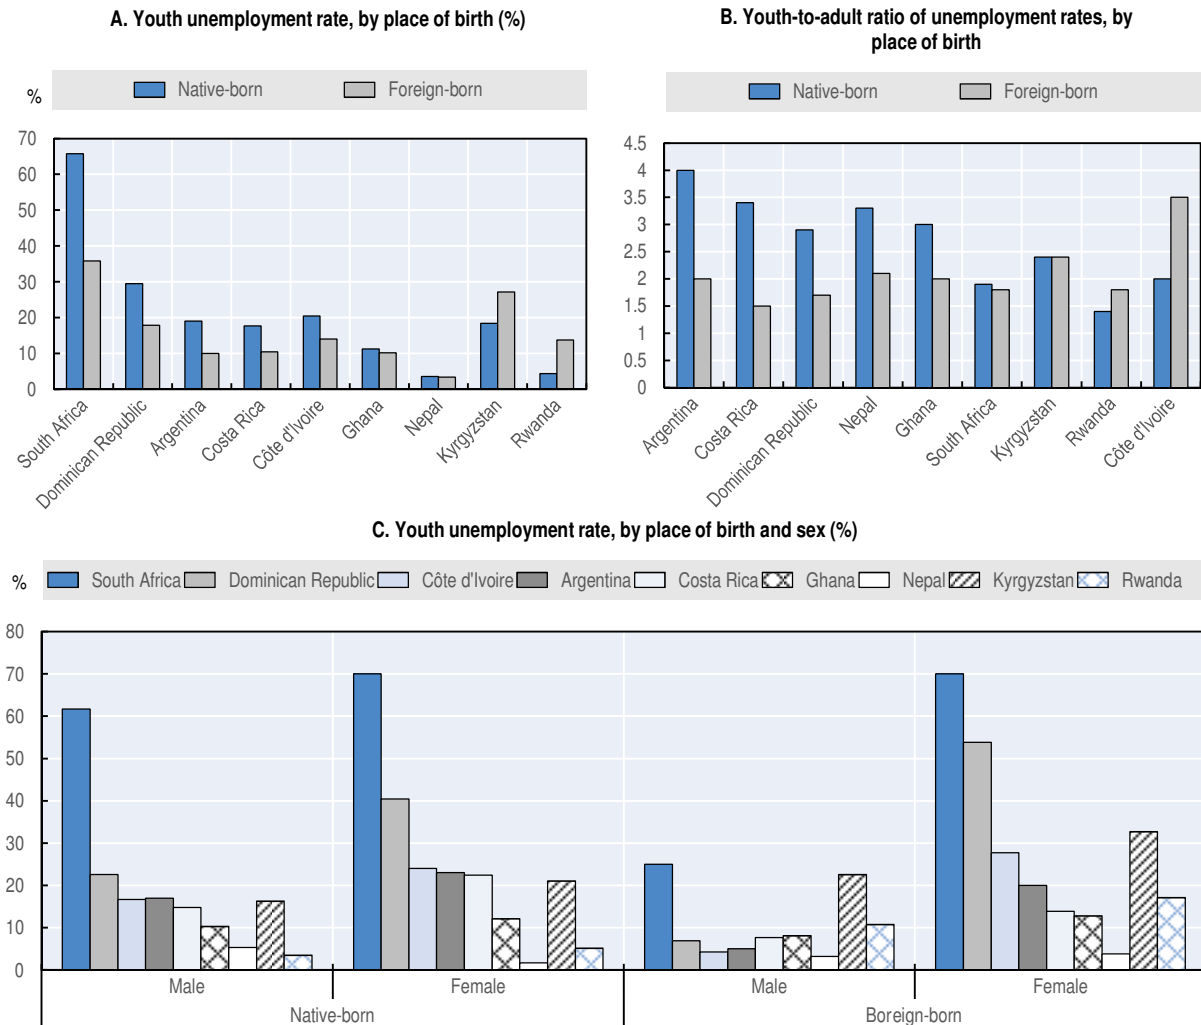 A. Youth unemployment rate, by place of birth (%)
Native-born Foreign-born
%
70
60
50
40
30
20
10
0
South Africa
Dominican Republic
Argentina
Costa Rica
Côte d'Ivoire
Ghana
Nepal
Kyrgyzstan
Rwanda
B. Youth-to-adult ratio of unemployment rates, by
place of birth
Native-born Foreign-born
4.5
4
3.5
3
2.5
2
1.5
1
0.5
0
Argentina
Costa Rica
Dominican Republic
Nepal
Ghana
South Africa
Kyrgyzstan
Rwanda
Côte d'Ivoire
C. Youth unemployment rate, by place of birth and sex (%)
% South Africa Dominican Republic Côte d'Ivoire Argentina Costa Rica Ghana Nepal Kyrgyzstan Rwanda
80
70
60
50
40
30
20
10
0
Male Female Male Female
Native-born Boreign-born